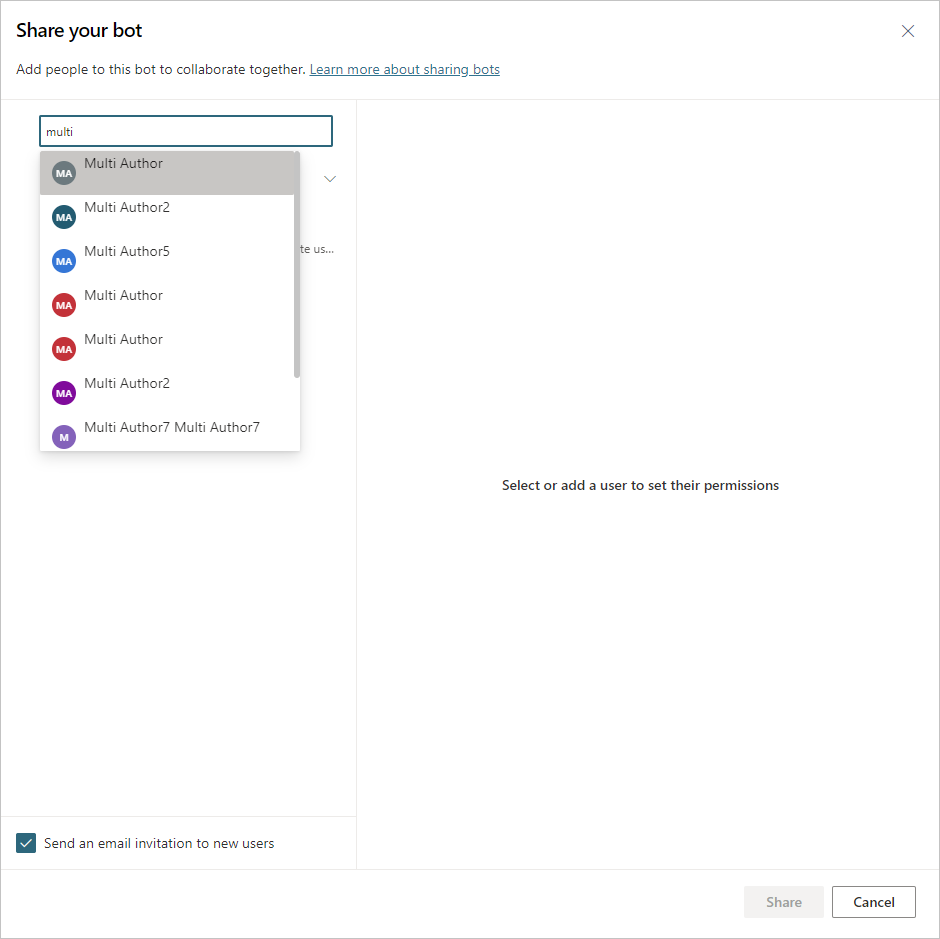 Share your bot
Add people to this bot to collaborate together. Learn more about sharing bots
multi
MA Multi Author
MA Multi Author2
MA Multi Author5
te us...
MA Multi Author
MA Multi Author
MA Multi Author2
M Multi Author7 Multi Author7
Select or add a user to set their permissions
Send an email invitation to new users
Share Cancel